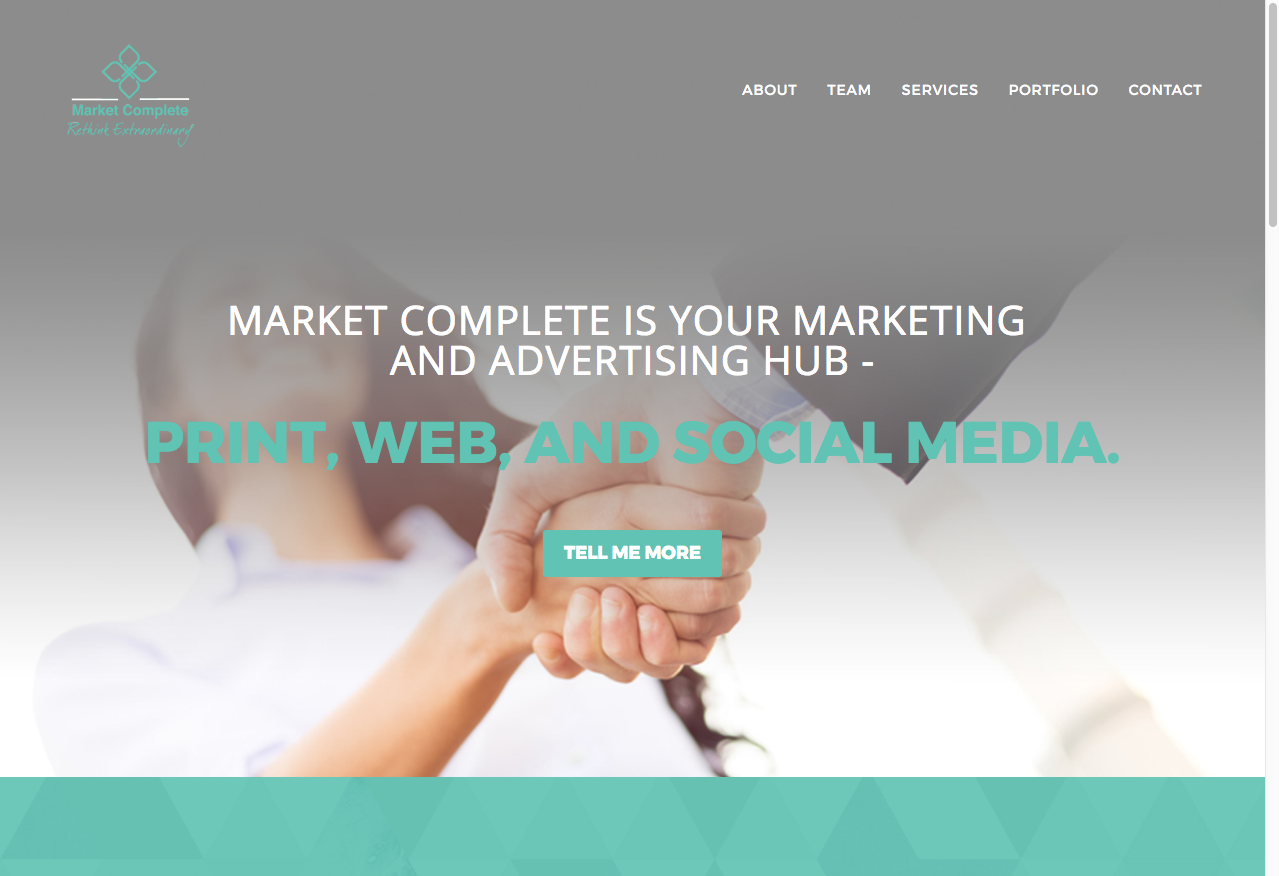 Market Complete
Rethink Extraordinary
ABOUT TEAM SERVICES PORTFOLIO CONTACT
MARKET COMPLETE IS YOUR MARKETING
AND ADVERTISING HUB -
PRINT, WEB, AND SOCIAL MEDIA.
TELL ME MORE